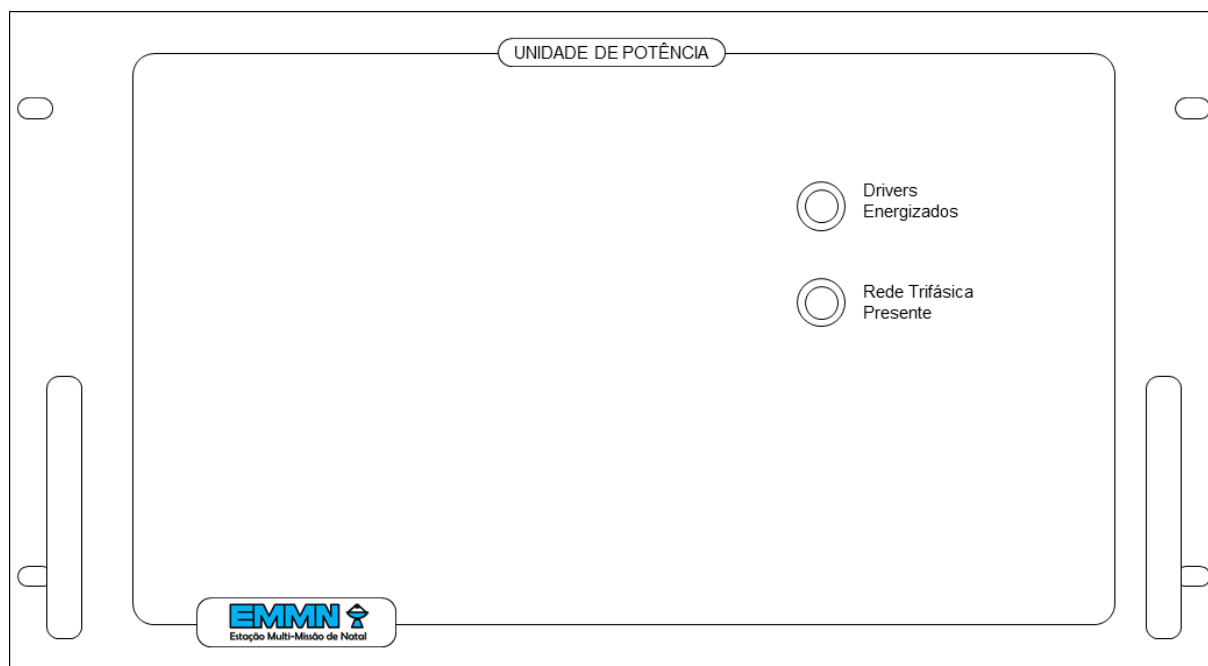 UNIDADE DE POTÊNCIA
Drivers
Energizados
Rede Trifásica
Presente
EMMN
Estação Multi-Missão de Natal